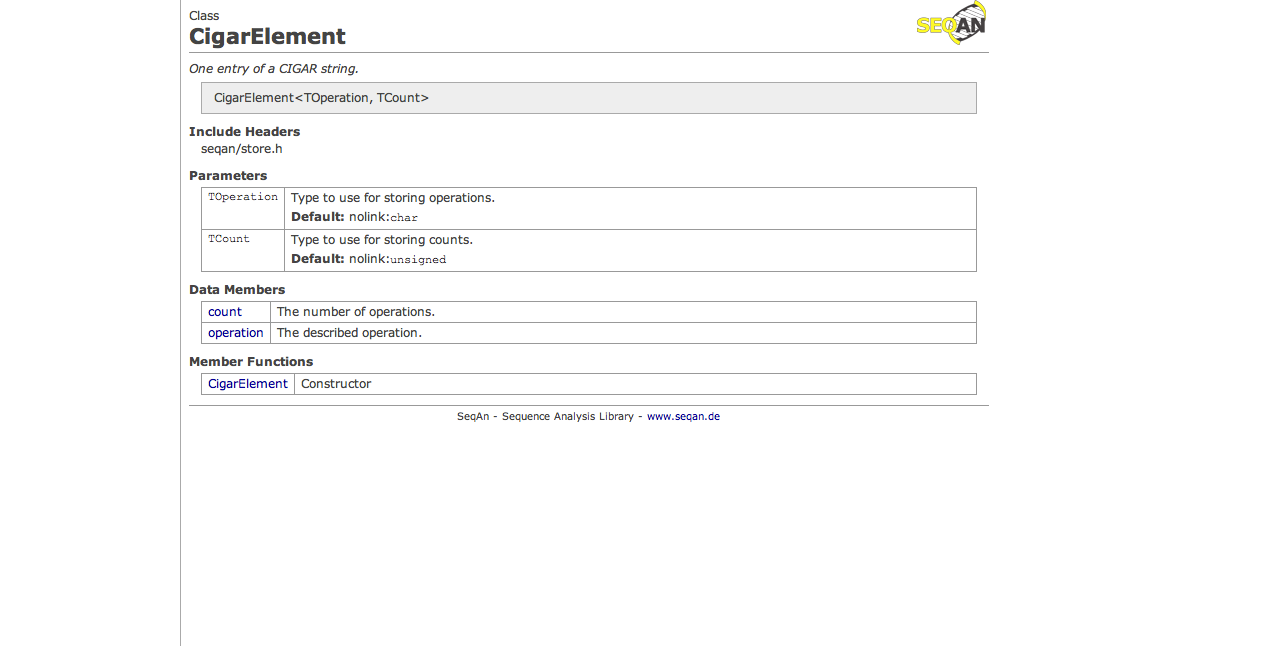 Class
SEQAN
CigarElement
One entry of a CIGAR string.
CigarElement<TOperation, TCount>
Include Headers
seqan/store.h
Parameters
TOperation Type to use for storing operations.
Default: nolink:char
TCount Type to use for storing counts.
Default: nolink:unsigned
Data Members
count The number of operations.
operation The described operation.
Member Functions
CigarElement Constructor
SeqAn - Sequence Analysis Library - www.seqan.de